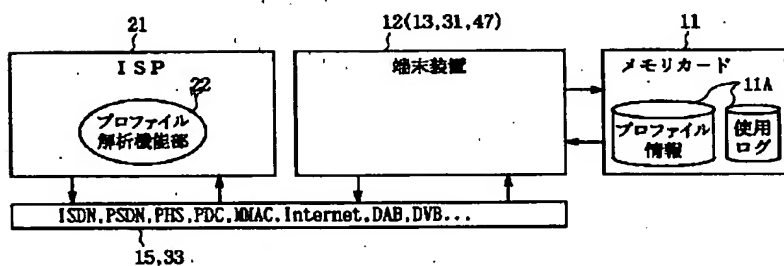 21
12(13,31,47)
11
ISP
端末装置
メモリカード
22
11A
プロファイル
解析機能部
プロファイル
情報
使用
ログ
ISDN,PSDN,PHS,PDC,MMAC.Internet,DAB,DVB...
15,33